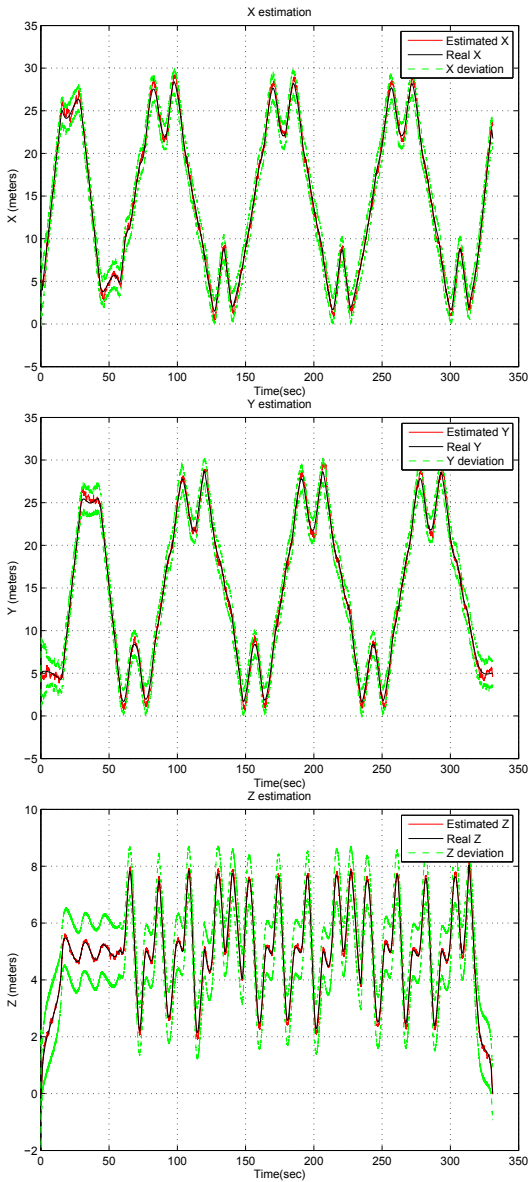 X estimation
35
30
25
20
15
10
5
0
−5
X (meters)
Estimated X
Real X
X deviation
0 50 100 150 200 250 300 350
Time(sec)
Y estimation
35
30
25
20
15
10
5
0
−5
Y (meters)
Estimated Y
Real Y
Y deviation
0 50 100 150 200 250 300 350
Time(sec)
Z estimation
10
8
6
4
2
0
−2
Z (meters)
Estimated Z
Real Z
Z deviation
0 50 100 150 200 250 300 350
Time(sec)